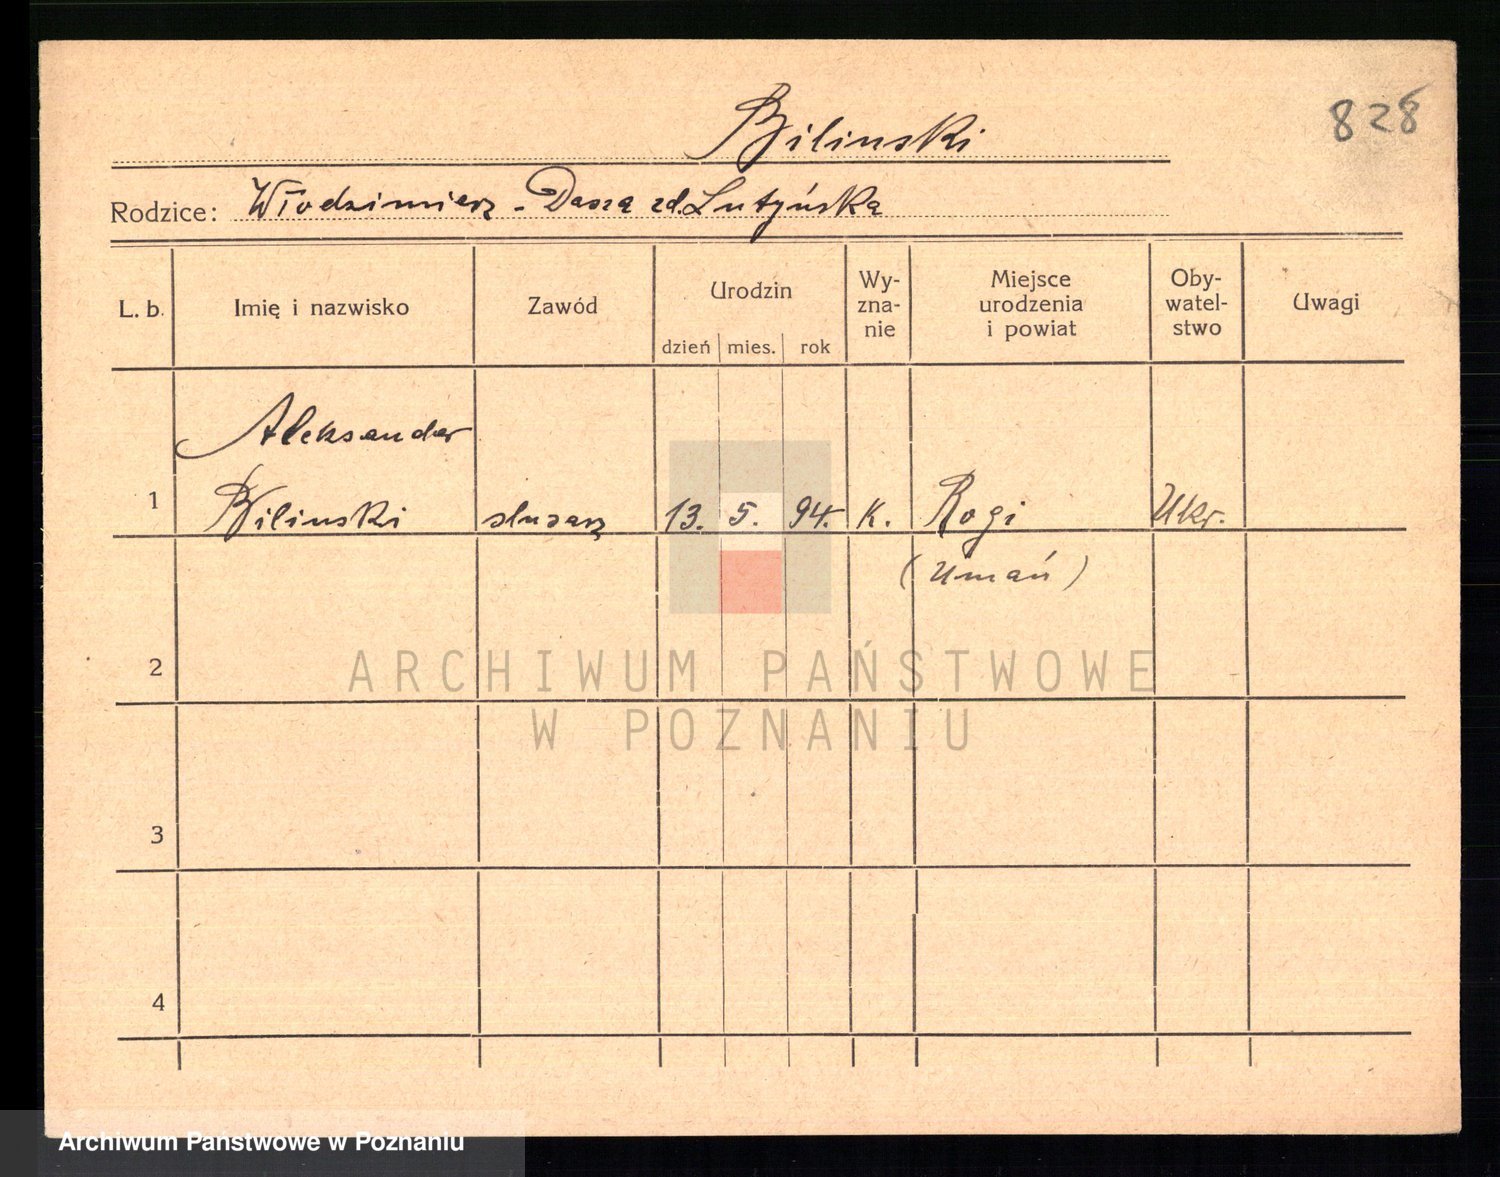 828
Bilinski
Rodzice: Włodzimierz - Dasza zd. Lutyńska
L. b. Imię i nazwisko Zawód Urodzin Wy-zna-nie Miejsce urodzenia i powiat Oby-watel-stwo Uwagi
dzień mies. rok
Aleksander
1 Bilinski slusarz 13. 5. 94. K. Rogi Ukr.
(Umań)
2
ARCHIWUM PAŃSTWOWE
W POZNANIU
3
4
Archiwum Państwowe w Poznaniu